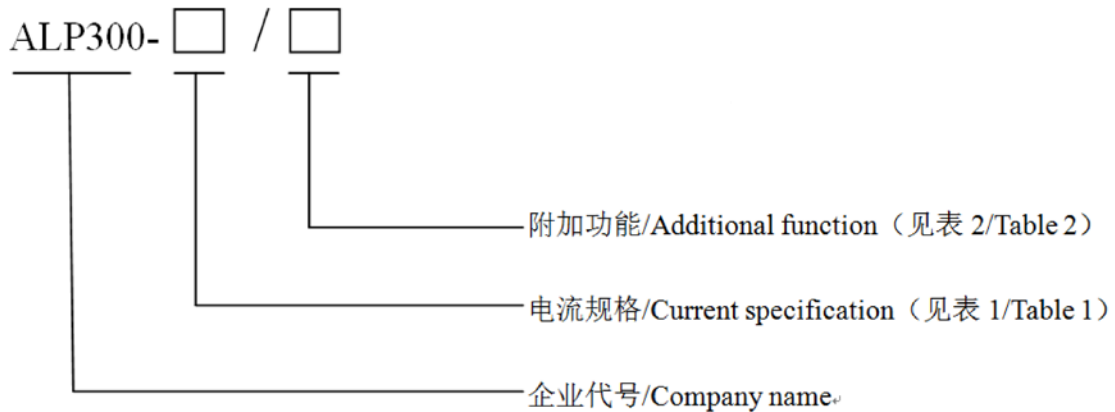 ALP300-□ / □
附加功能/Additional function（见表 2/Table 2）
电流规格/Current specification（见表 1/Table 1）
企业代号/Company name